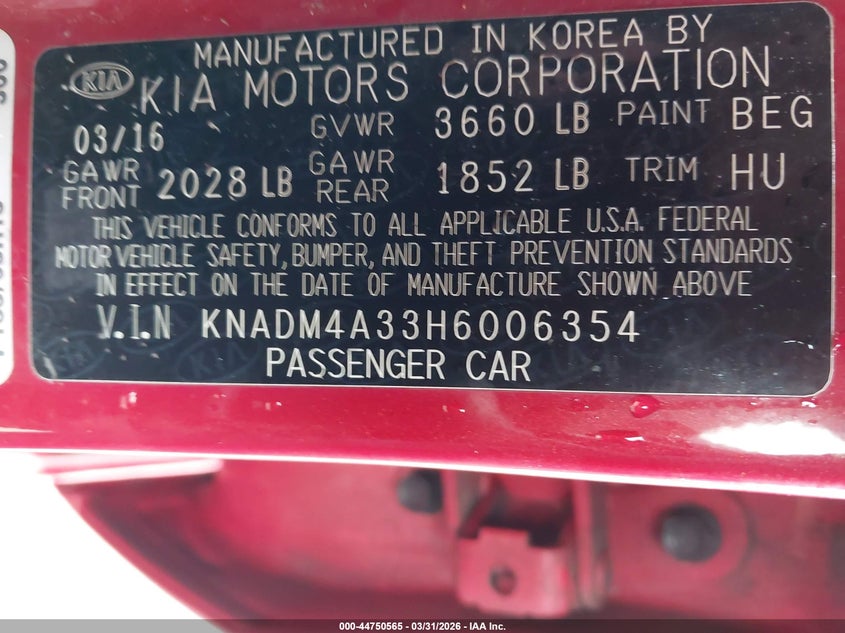 MANUFACTURED IN KOREA BY
KIA KIA MOTORS CORPORATION
03/16 GVWR 3660 LB PAINT BEG
GAWR FRONT 2028 LB GAWR REAR 1852 LB TRIM HU
THIS VEHICLE CONFORMS TO ALL APPLICABLE U.S.A. FEDERAL
MOTOR VEHICLE SAFETY, BUMPER, AND THEFT PREVENTION STANDARDS
IN EFFECT ON THE DATE OF MANUFACTURE SHOWN ABOVE
V.I.N KNADM4A33H6006354
PASSENGER CAR
000-44750565 - 03/31/2026 - IAA Inc.